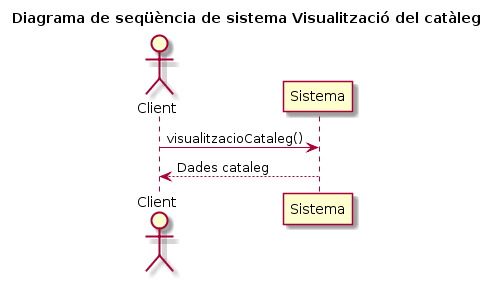 Diagrama de seqüència de sistema Visualització del catàleg
Client
Sistema
visualitzacioCataleg()
Dades cataleg
Client
Sistema